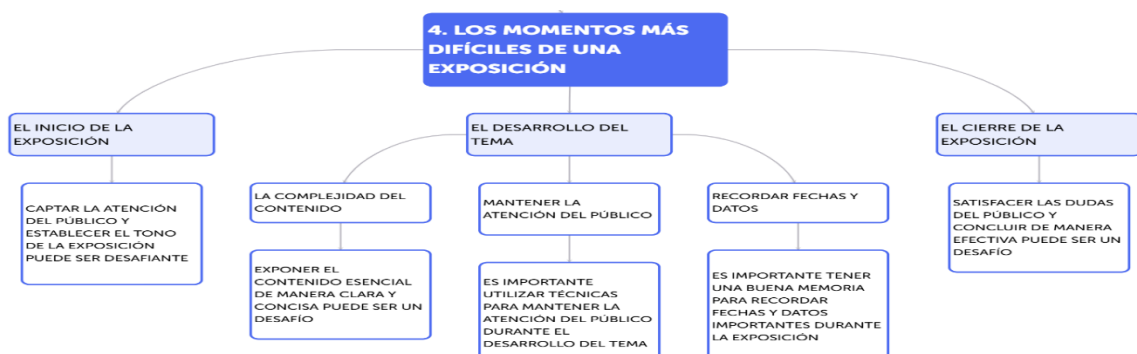 4. LOS MOMENTOS MÁS
DIFÍCILES DE UNA
EXPOSICIÓN
EL INICIO DE LA
EXPOSICIÓN
CAPTAR LA ATENCIÓN
DEL PÚBLICO Y
ESTABLECER EL TONO
DE LA EXPOSICIÓN
PUEDE SER DESAFIANTE
EL DESARROLLO DEL
TEMA
LA COMPLEJIDAD DEL
CONTENIDO
EXPONER EL
CONTENIDO ESENCIAL
DE MANERA CLARA Y
CONCISA PUEDE SER UN
DESAFÍO
MANTENER LA
ATENCIÓN DEL PÚBLICO
ES IMPORTANTE
UTILIZAR TÉCNICAS
PARA MANTENER LA
ATENCIÓN DEL PÚBLICO
DURANTE EL
DESARROLLO DEL TEMA
RECORDAR FECHAS Y
DATOS
ES IMPORTANTE TENER
UNA BUENA MEMORIA
PARA RECORDAR
FECHAS Y DATOS
IMPORTANTES DURANTE
LA EXPOSICIÓN
EL CIERRE DE LA
EXPOSICIÓN
SATISFACER LAS DUDAS
DEL PÚBLICO Y
CONCLUIR DE MANERA
EFECTIVA PUEDE SER UN
DESAFÍO